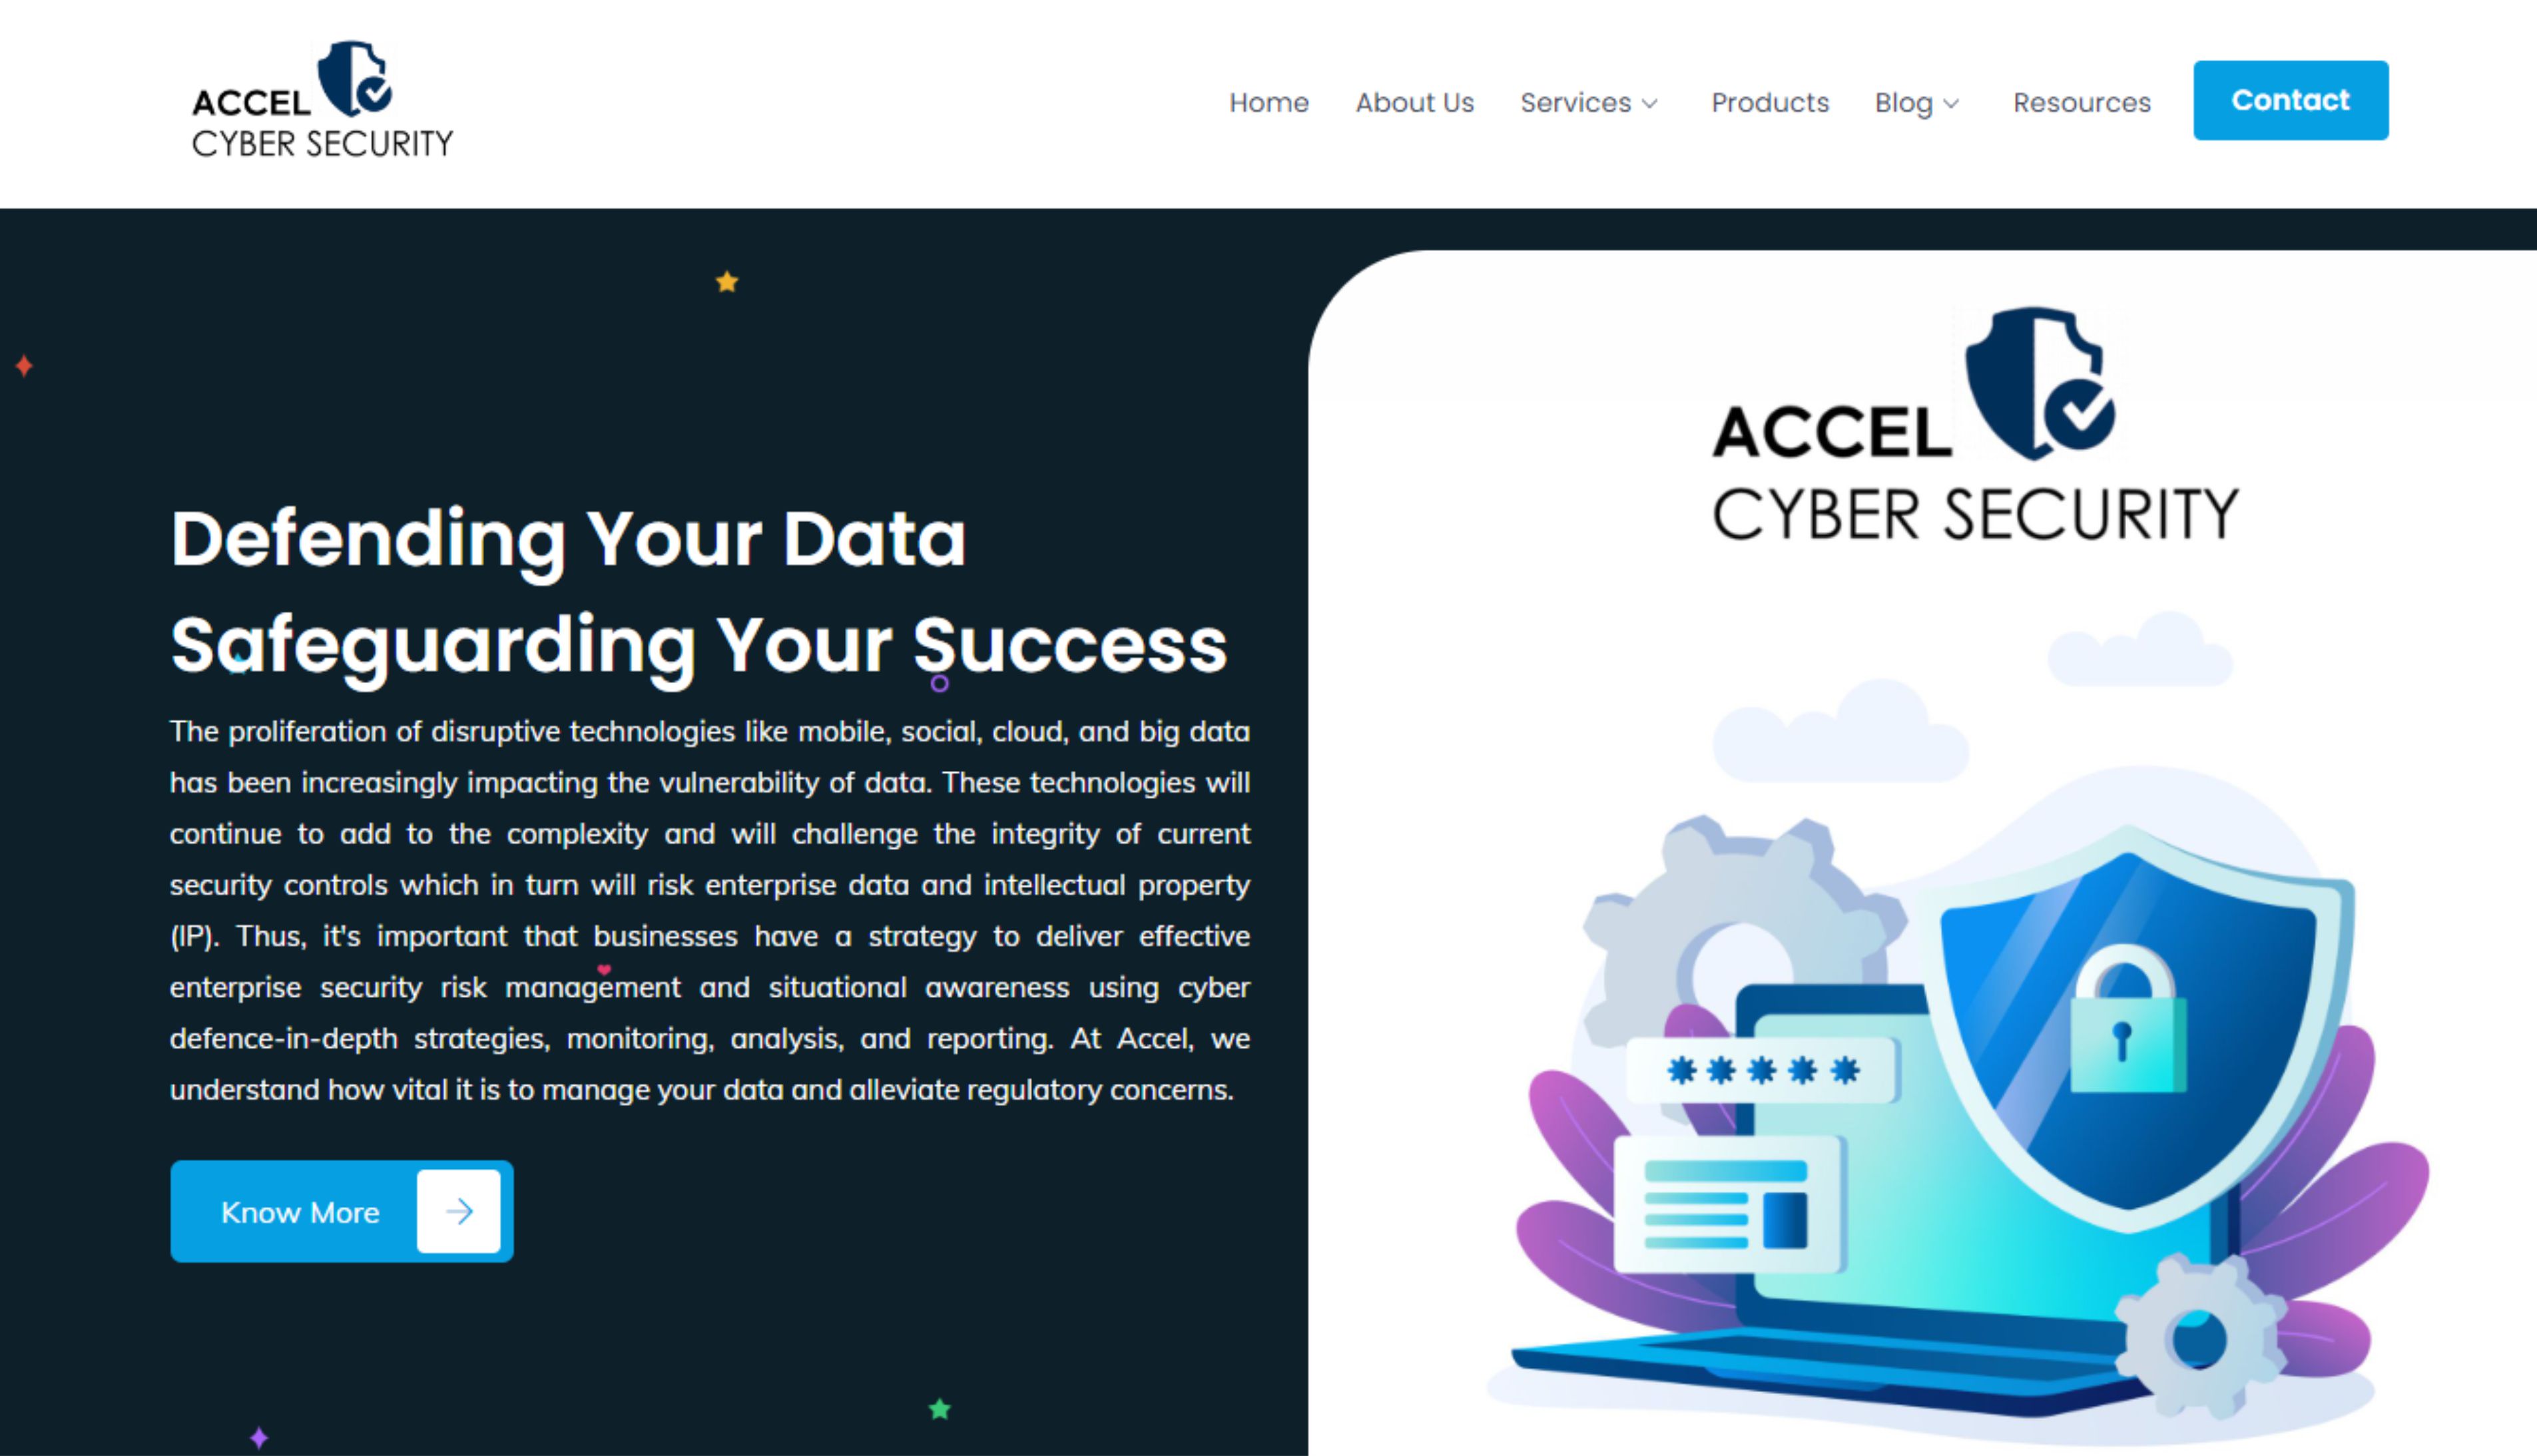 ACCEL
CYBER SECURITY
Home About Us Services Products Blog Resources Contact
ACCEL
CYBER SECURITY
Defending Your Data
Safeguarding Your Success
The proliferation of disruptive technologies like mobile, social, cloud, and big data
has been increasingly impacting the vulnerability of data. These technologies will
continue to add to the complexity and will challenge the integrity of current
security controls which in turn will risk enterprise data and intellectual property
(IP). Thus, it's important that businesses have a strategy to deliver effective
enterprise security risk management and situational awareness using cyber
defence-in-depth strategies, monitoring, analysis, and reporting. At Accel, we
understand how vital it is to manage your data and alleviate regulatory concerns.
Know More
*****